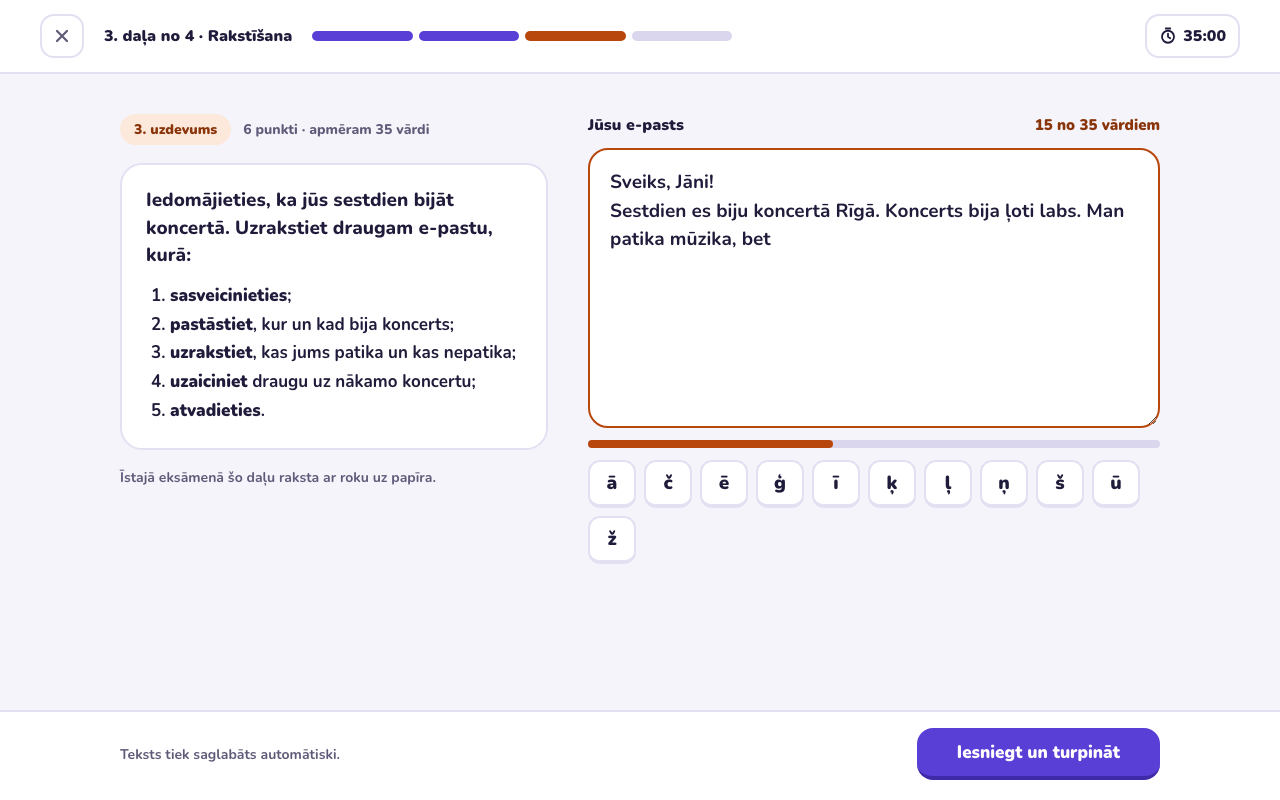 3. daļa no 4 · Rakstīšana
35:00
3. uzdevums
6 punkti · apmēram 35 vārdi
Iedomājieties, ka jūs sestdien bijāt
koncertā. Uzrakstiet draugam e-pastu,
kurā:
1. sasveicinieties;
2. pastāstiet, kur un kad bija koncerts;
3. uzrakstiet, kas jums patika un kas nepatika;
4. uzaiciniet draugu uz nākamo koncertu;
5. atvadieties.
Īstajā eksāmenā šo daļu raksta ar roku uz papīra.
Jūsu e-pasts
15 no 35 vārdiem
Sveiks, Jāni!
Sestdien es biju koncertā Rīgā. Koncerts bija ļoti labs. Man
patika mūzika, bet
ā č ē ģ ī ķ ļ ņ š ū
ž
Teksts tiek saglabāts automātiski.
Iesniegt un turpināt